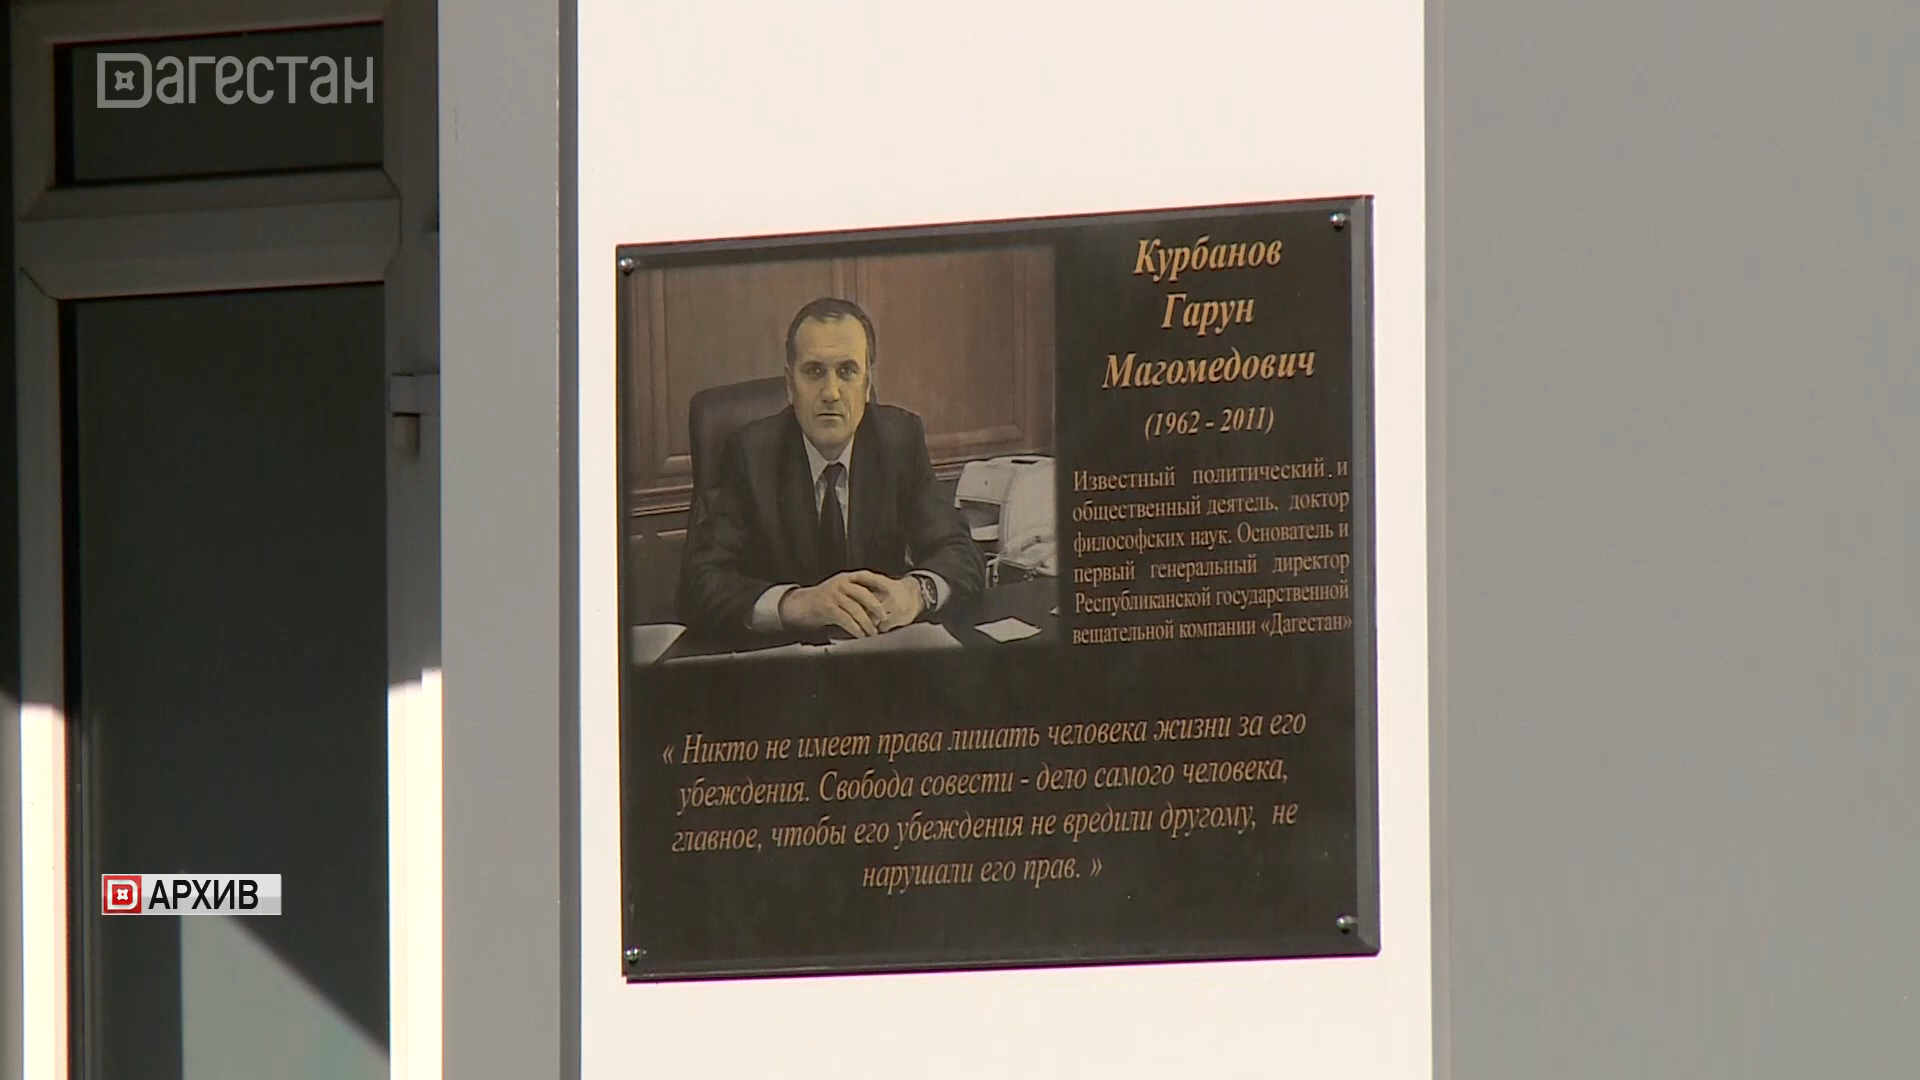 Дагестан
Курбанов
Гарун
Магомедович
(1962 - 2011)
Известный политический и
общественный деятель, доктор
философских наук. Основатель и
первый генеральный директор
Республиканской государственной
вещательной компании «Дагестан»
« Никто не имеет права лишать человека жизни за его
убеждения. Свобода совести - дело самого человека,
главное, чтобы его убеждения не вредили другому, не
нарушали его прав. »
АРХИВ